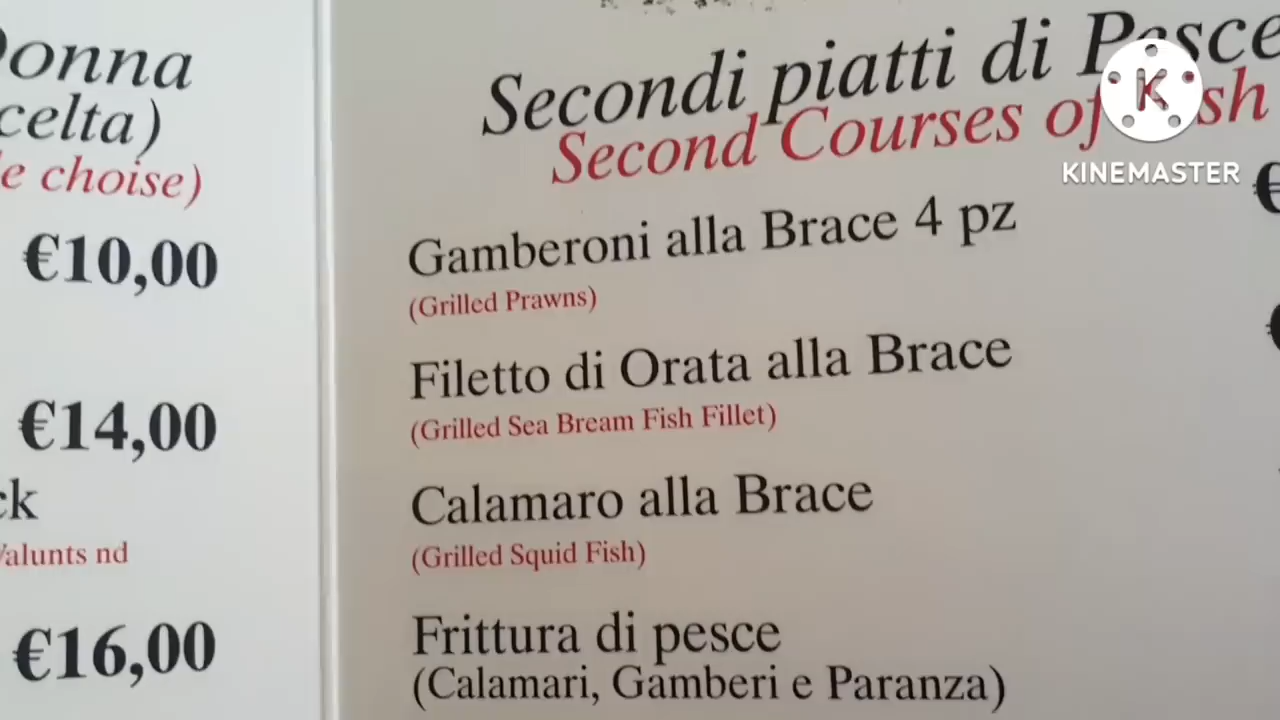 onna
celta)
e choise)
€10,00
€14,00
ck
Valunts nd
€16,00
Secondi piatti di Pesce
Second Courses of
K
KINEMASTER
Gamberoni alla Brace 4 pz
€
(Grilled Prawns)
Filetto di Orata alla Brace
(Grilled Sea Bream Fish Fillet)
Calamaro alla Brace
(Grilled Squid Fish)
Frittura di pesce
(Calamari, Gamberi e Paranza)